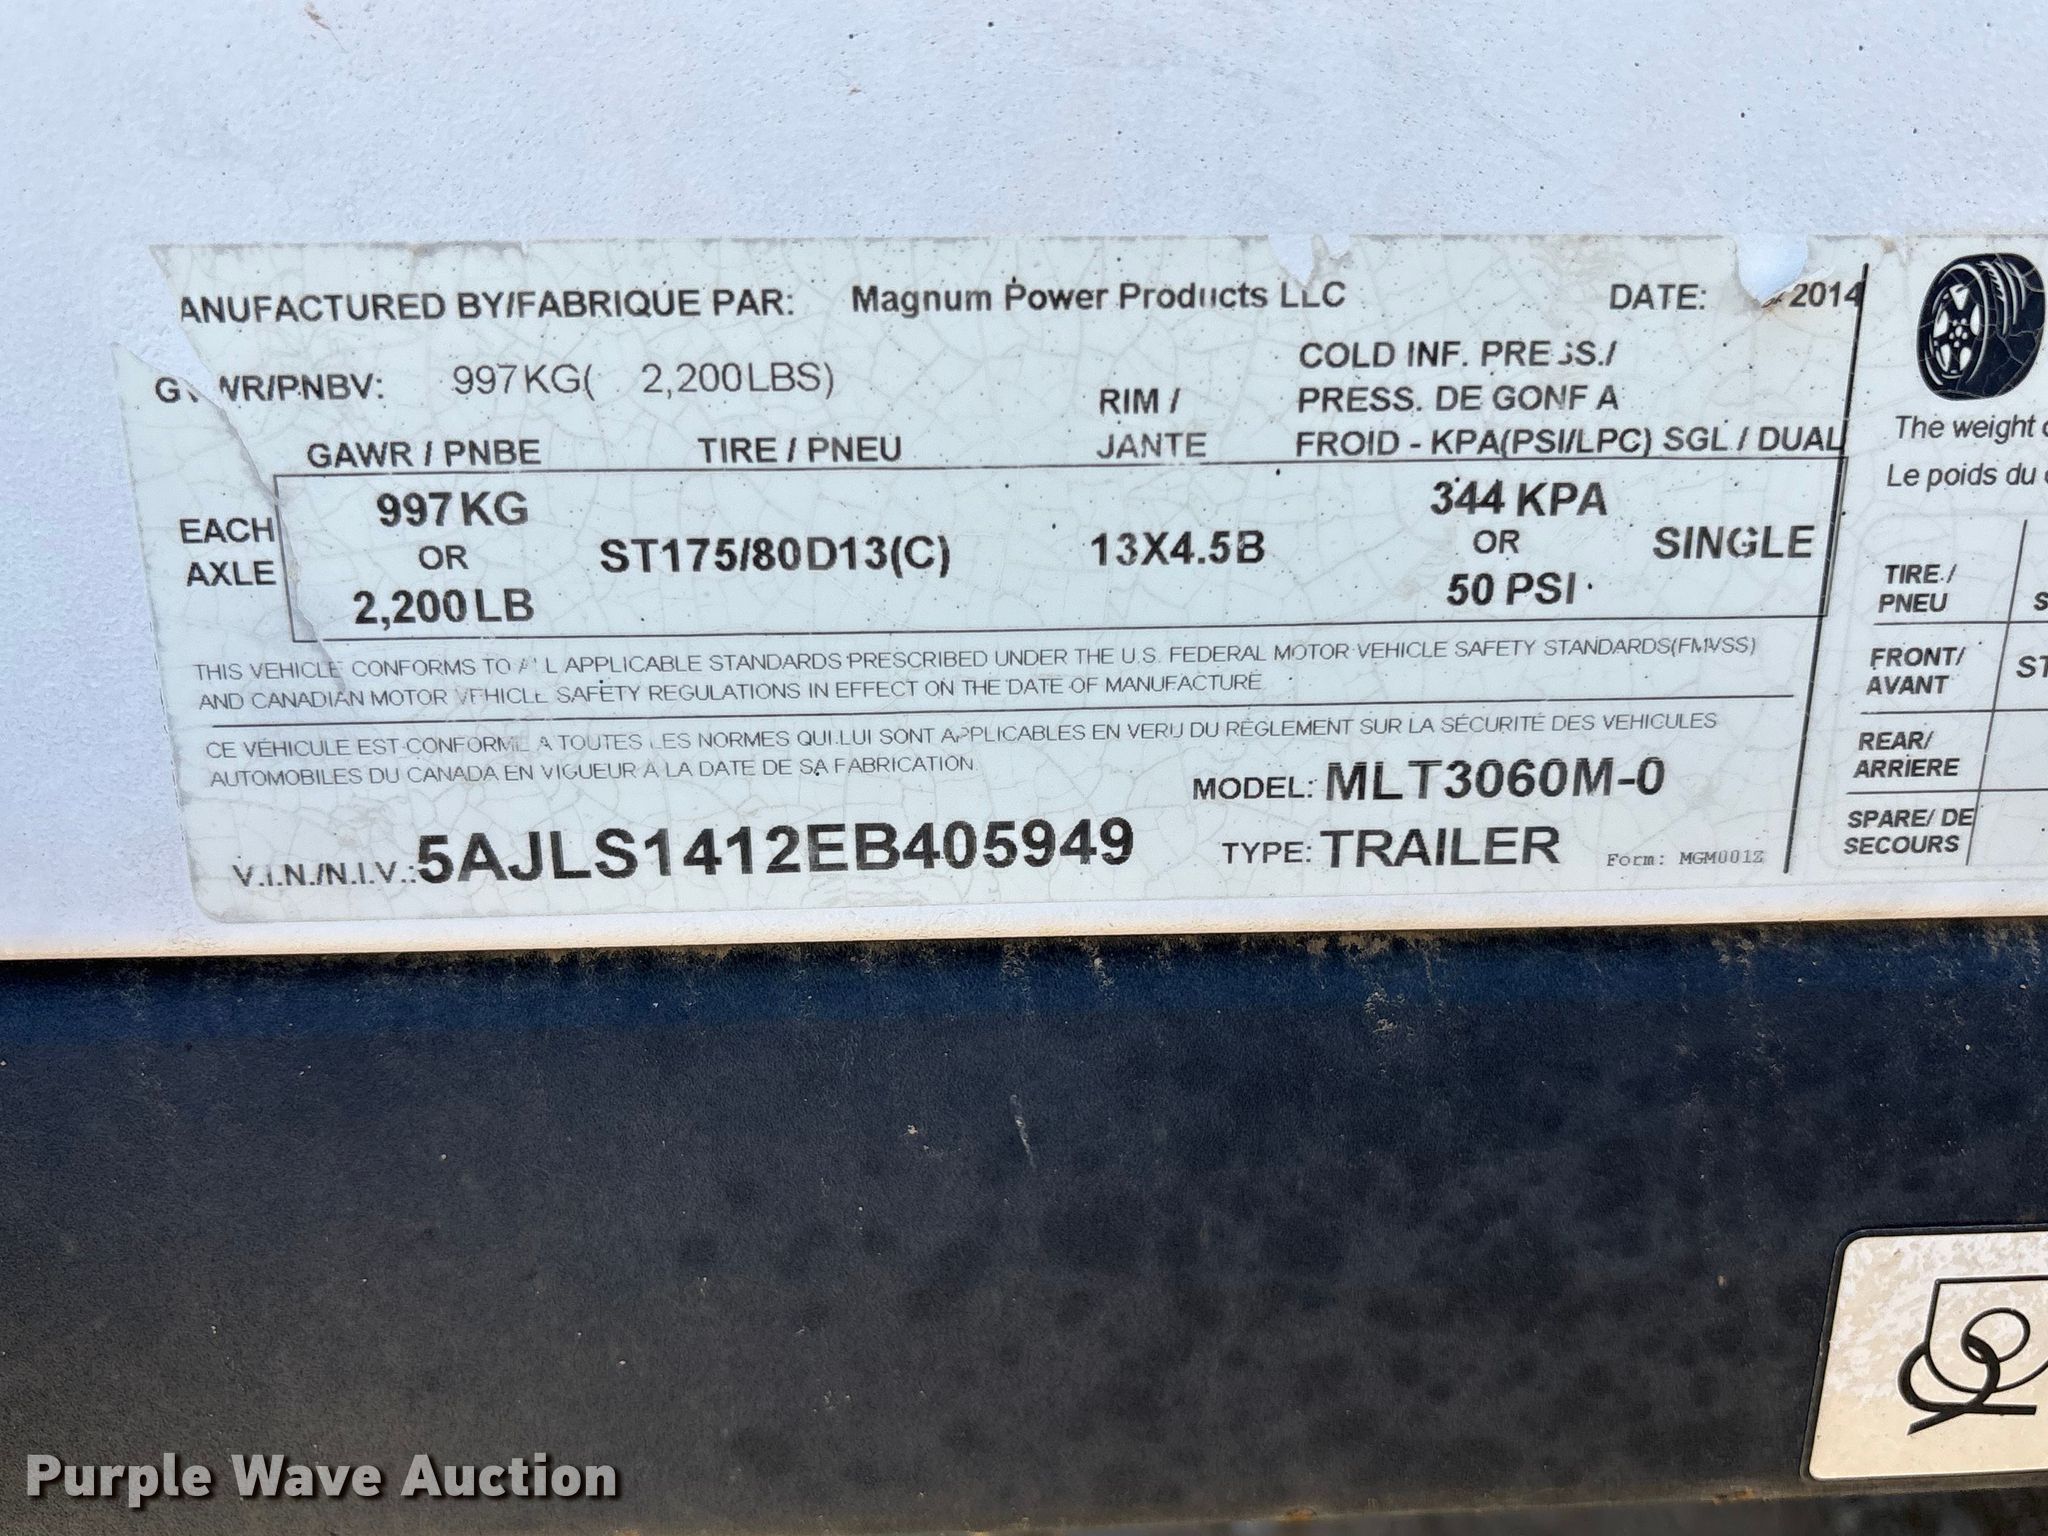 ANUFACTURED BY/FABRIQUE PAR: Magnum Power Products LLC DATE: 2014
GVWR/PNBV: 997KG( 2,200LBS)
GAWR / PNBE TIRE / PNEU RIM / JANTE COLD INF. PRESS./ PRESS. DE GONF A FROID - KPA(PSI/LPC) SGL / DUAL
EACH AXLE 997KG OR 2,200LB ST175/80D13(C) 13X4.5B 344 KPA OR 50 PSI SINGLE
THIS VEHICLE CONFORMS TO ALL APPLICABLE STANDARDS PRESCRIBED UNDER THE U.S. FEDERAL MOTOR VEHICLE SAFETY STANDARDS(FMVSS)
AND CANADIAN MOTOR VEHICLE SAFETY REGULATIONS IN EFFECT ON THE DATE OF MANUFACTURE
CE VÉHICULE EST CONFORME A TOUTES LES NORMES QUI LUI SONT APPLICABLES EN VERU DU RÈGLEMENT SUR LA SÉCURITÉ DES VEHICULES
AUTOMOBILES DU CANADA EN VIGUEUR A LA DATE DE SA FABRICATION.
MODEL: MLT3060M-0
V.I.N./N.I.V.: 5AJLS1412EB405949 TYPE: TRAILER Form: MGM001Z
The weight
Le poids du
TIRE / PNEU S
FRONT/ AVANT ST
REAR/ ARRIERE
SPARE/ DE SECOURS
Purple Wave Auction